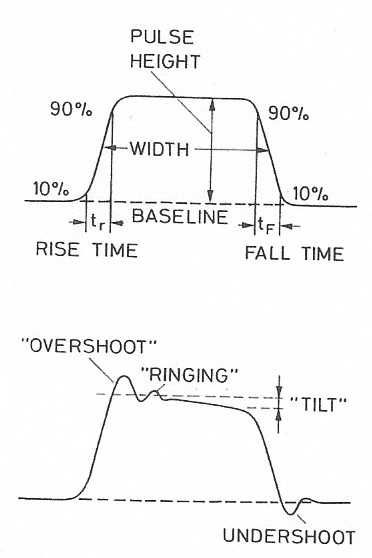 PULSE
HEIGHT
90%
90%
WIDTH
10%
10%
BASELINE
tr
tF
RISE TIME
FALL TIME
"OVERSHOOT"
"RINGING"
"TILT"
UNDERSHOOT